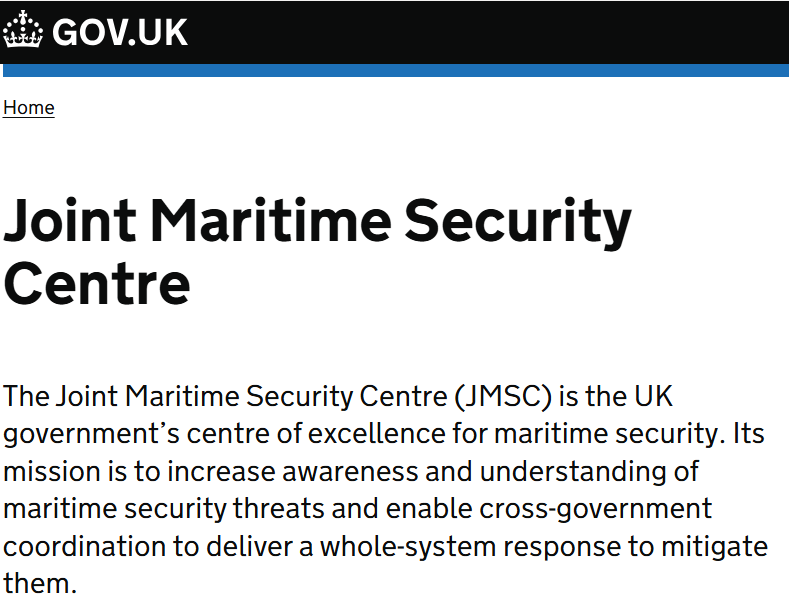 GOV.UK
Home
Joint Maritime Security
Centre
The Joint Maritime Security Centre (JMSC) is the UK
government’s centre of excellence for maritime security. Its
mission is to increase awareness and understanding of
maritime security threats and enable cross-government
coordination to deliver a whole-system response to mitigate
them.